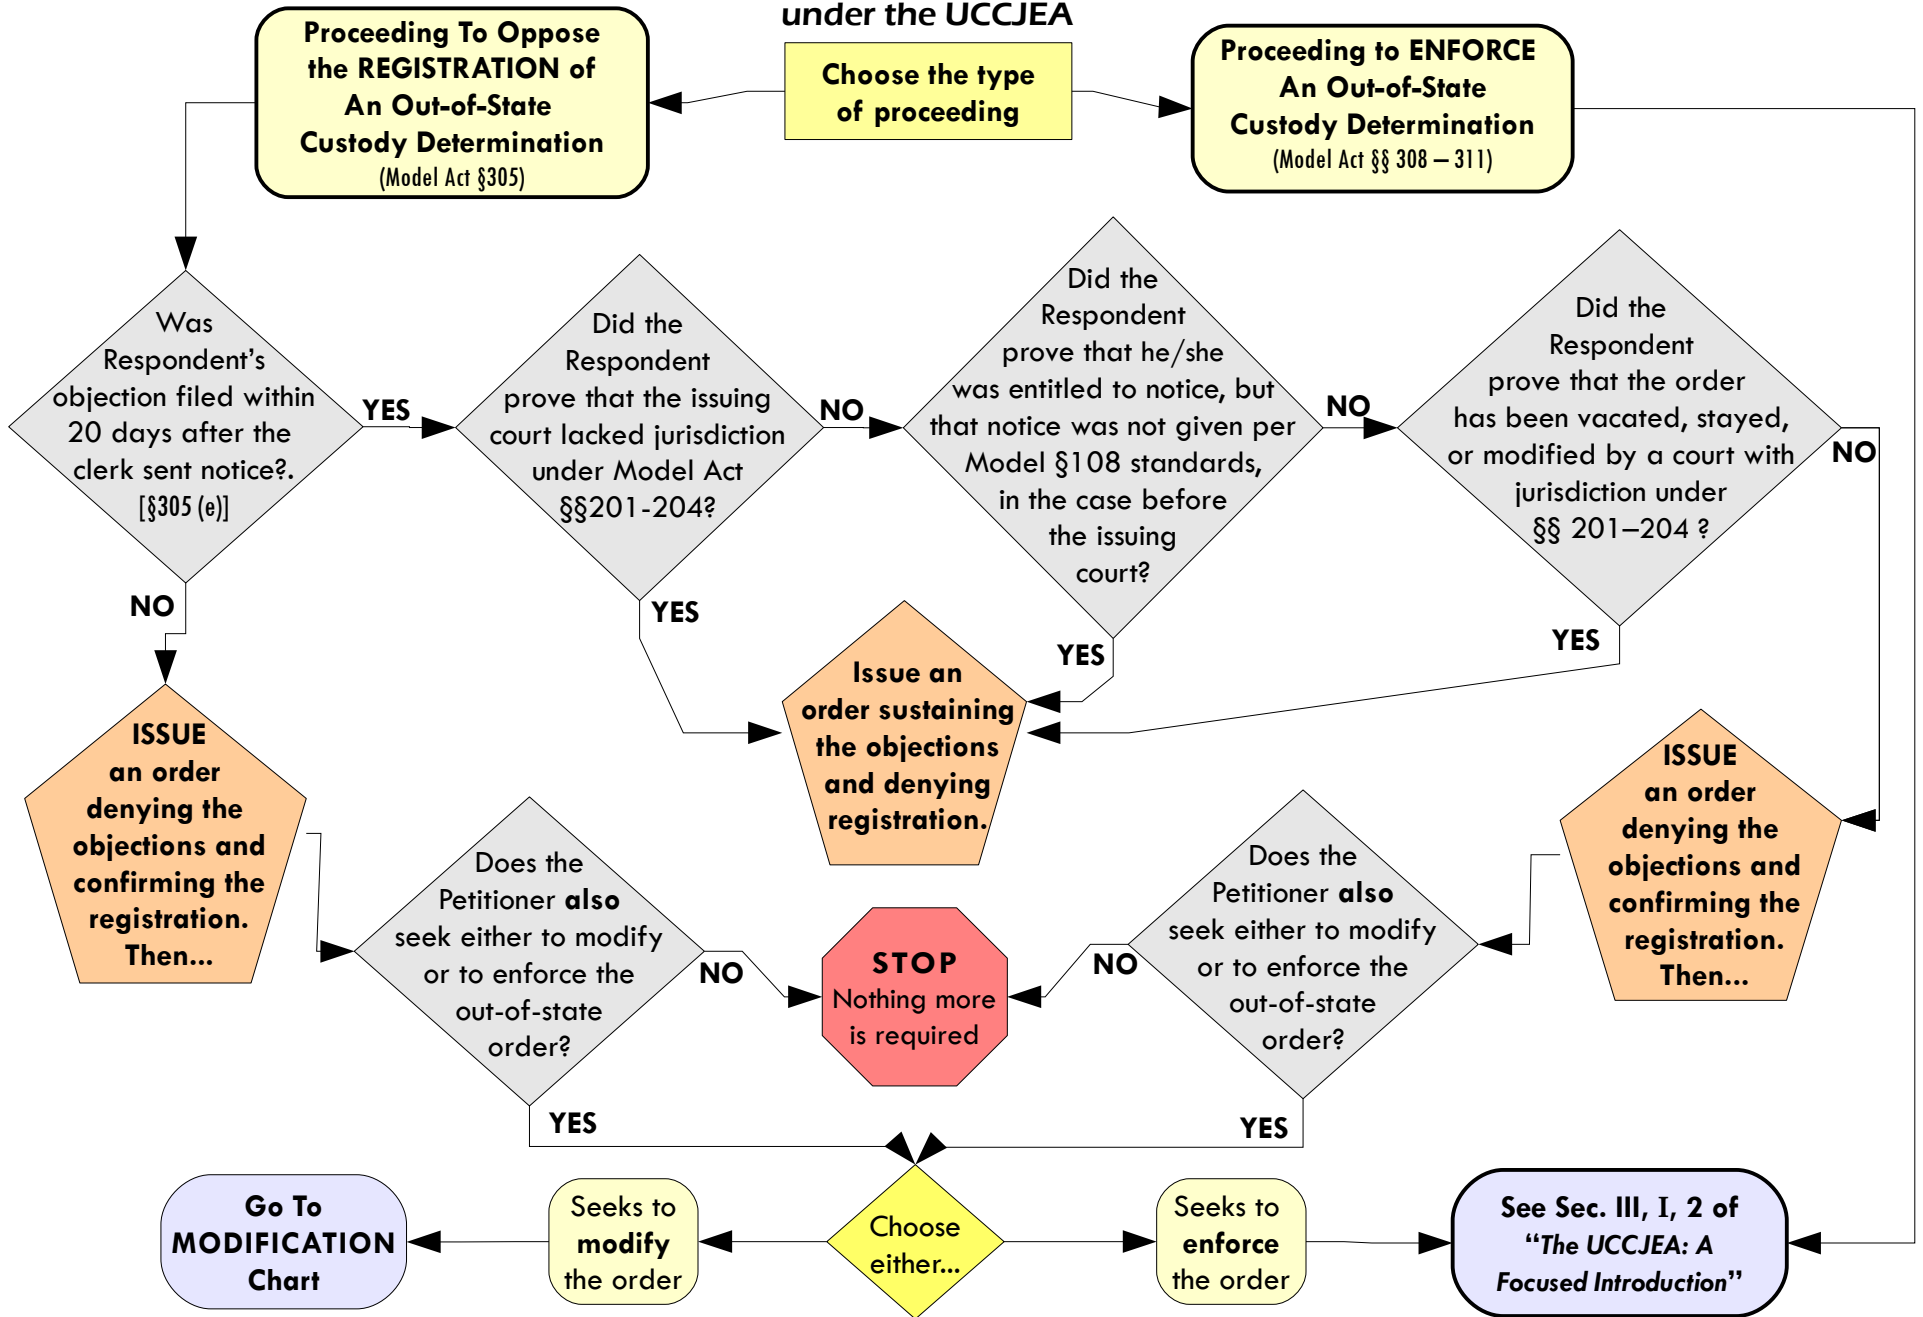 under the UCCJEA
Proceeding To Oppose
the REGISTRATION of
An Out-of-State
Custody Determination
(Model Act §305)
Choose the type
of proceeding
Proceeding to ENFORCE
An Out-of-State
Custody Determination
(Model Act §§ 308 – 311)
Was
Respondent's
objection filed within
20 days after the
clerk sent notice?.
[§305 (e)]
YES
NO
Did the
Respondent
prove that the issuing
court lacked jurisdiction
under Model Act
§§201-204?
NO
YES
Did the
Respondent
prove that he/she
was entitled to notice, but
that notice was not given per
Model §108 standards,
in the case before
the issuing
court?
NO
YES
Did the
Respondent
prove that the order
has been vacated, stayed,
or modified by a court with
jurisdiction under
§§ 201–204 ?
NO
YES
ISSUE
an order
denying the
objections and
confirming the
registration.
Then...
Issue an
order sustaining
the objections
and denying
registration.
ISSUE
an order
denying the
objections and
confirming the
registration.
Then...
Does the
Petitioner also
seek either to modify
or to enforce the
out-of-state
order?
NO
YES
STOP
Nothing more
is required
Does the
Petitioner also
seek either to modify
or to enforce the
out-of-state
order?
NO
YES
Go To
MODIFICATION
Chart
Seeks to
modify
the order
Choose
either...
Seeks to
enforce
the order
See Sec. III, I, 2 of
“The UCCJEA: A
Focused Introduction”